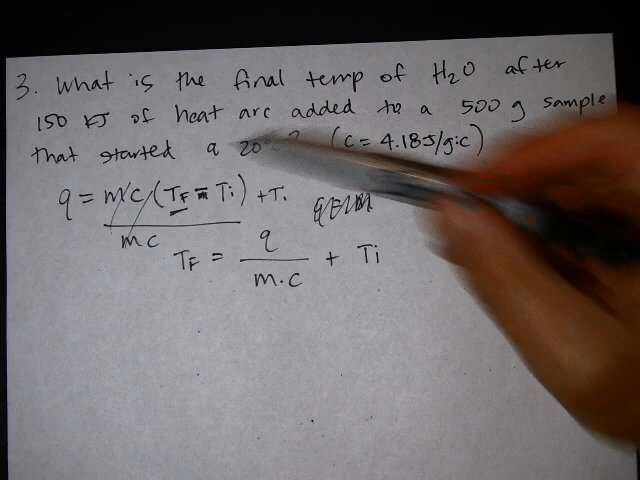 3. What is the final temp of H2O after
150 kJ of heat are added to a 500 g sample
that started a 20°C? (c = 4.18J/g·c)
q = mc(TF - Ti) + Ti
mc
TF = q / m·c + Ti